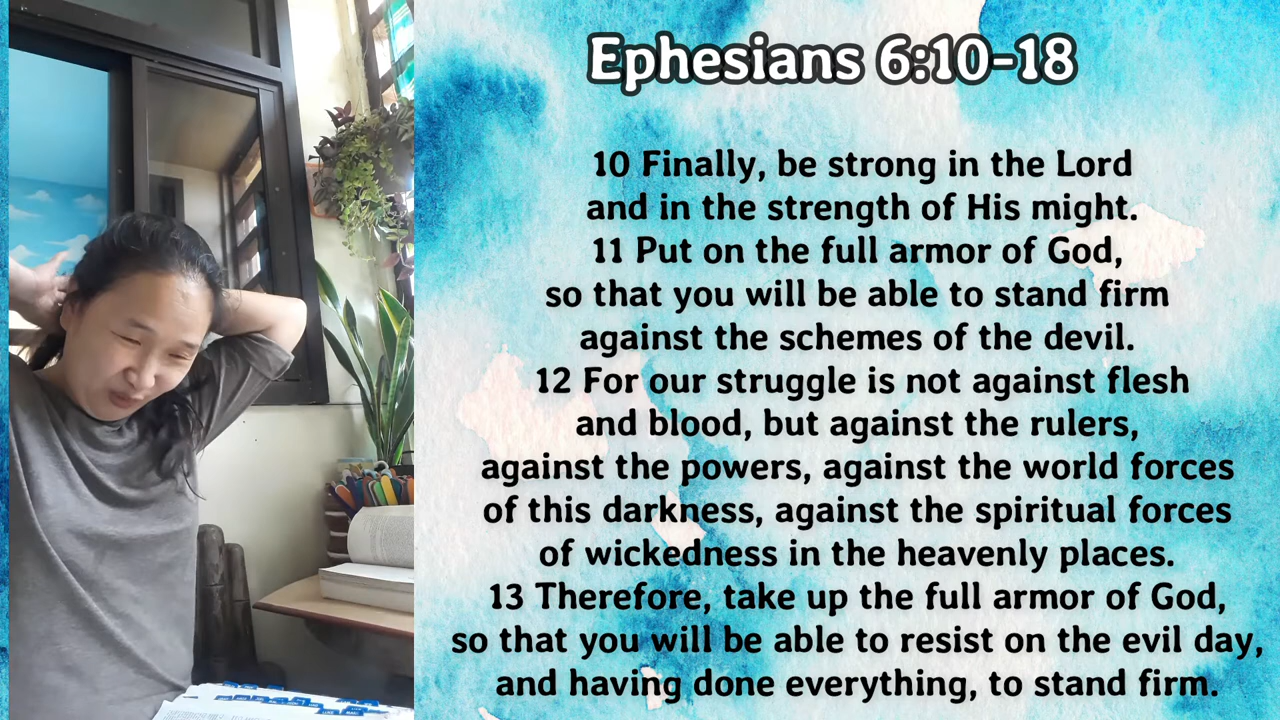 Ephesians 6:10-18
10 Finally, be strong in the Lord
and in the strength of His might.
11 Put on the full armor of God,
so that you will be able to stand firm
against the schemes of the devil.
12 For our struggle is not against flesh
and blood, but against the rulers,
against the powers, against the world forces
of this darkness, against the spiritual forces
of wickedness in the heavenly places.
13 Therefore, take up the full armor of God,
so that you will be able to resist on the evil day,
and having done everything, to stand firm.